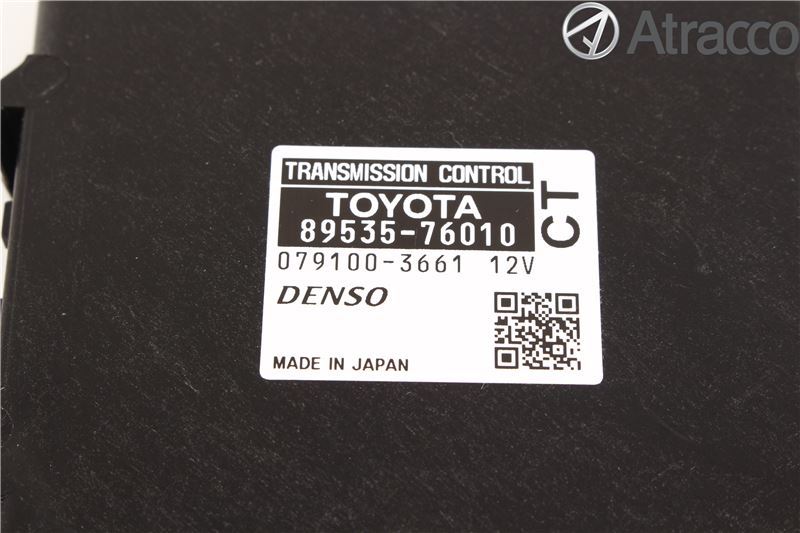 Atracco
TRANSMISSION CONTROL
TOYOTA
89535-76010
CT
079100-3661 12V
DENSO
MADE IN JAPAN